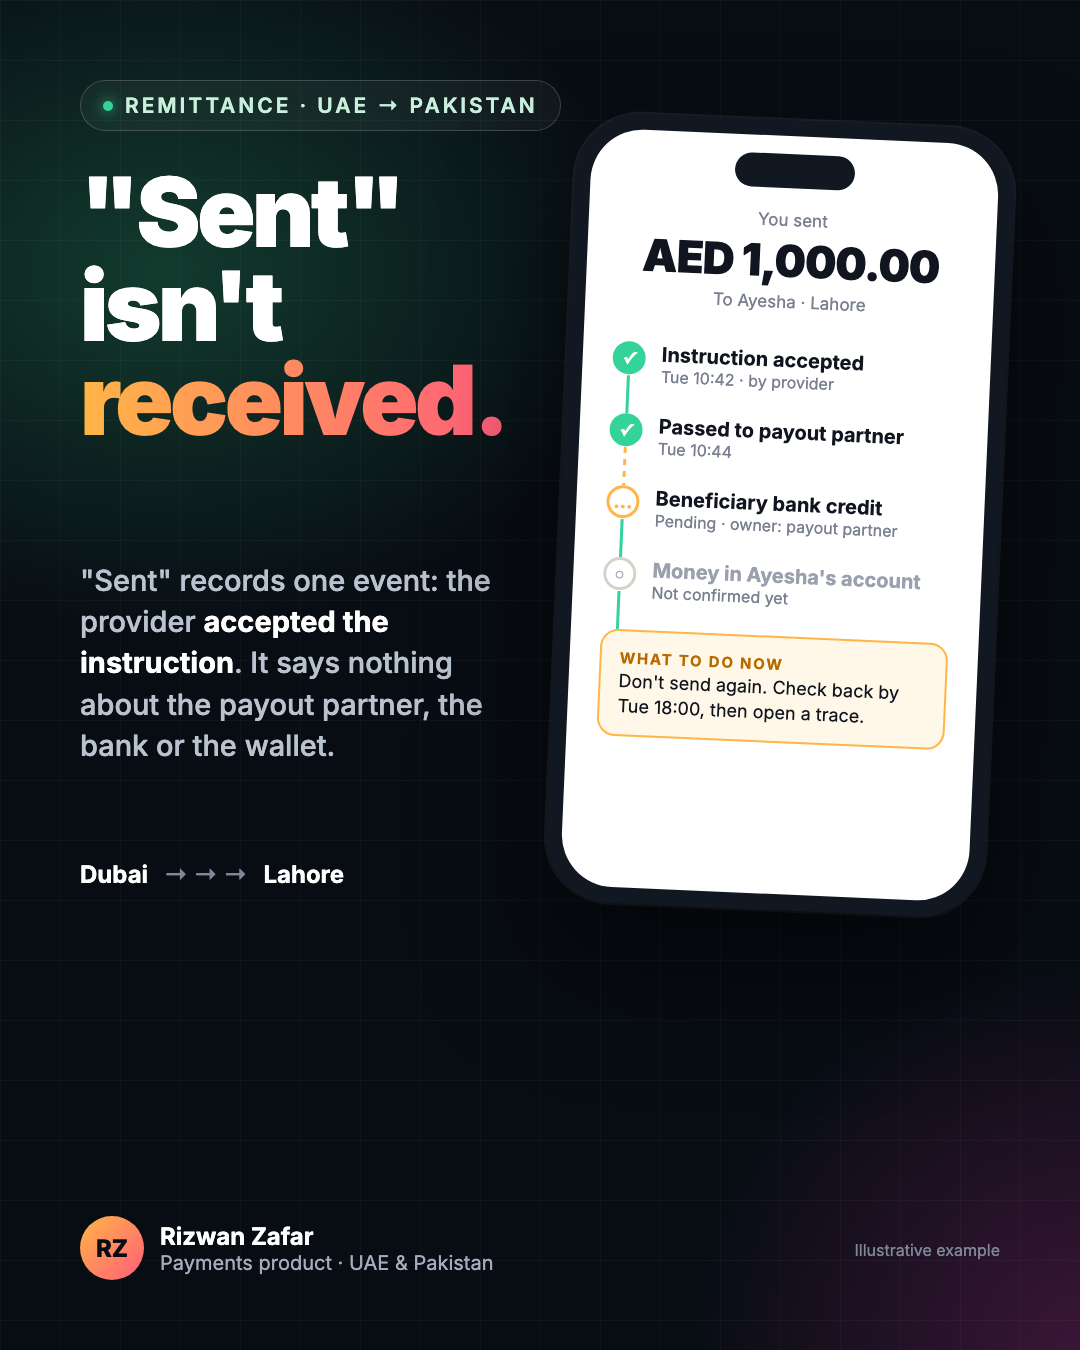 REMITTANCE · UAE → PAKISTAN
"Sent"
isn't
received.
"Sent" records one event: the
provider accepted the
instruction. It says nothing
about the payout partner, the
bank or the wallet.
Dubai → → → Lahore
You sent
AED 1,000.00
To Ayesha · Lahore
Instruction accepted
Tue 10:42 · by provider
Passed to payout partner
Tue 10:44
Beneficiary bank credit
Pending · owner: payout partner
Money in Ayesha's account
Not confirmed yet
WHAT TO DO NOW
Don't send again. Check back by
Tue 18:00, then open a trace.
RZ
Rizwan Zafar
Payments product · UAE & Pakistan
Illustrative example